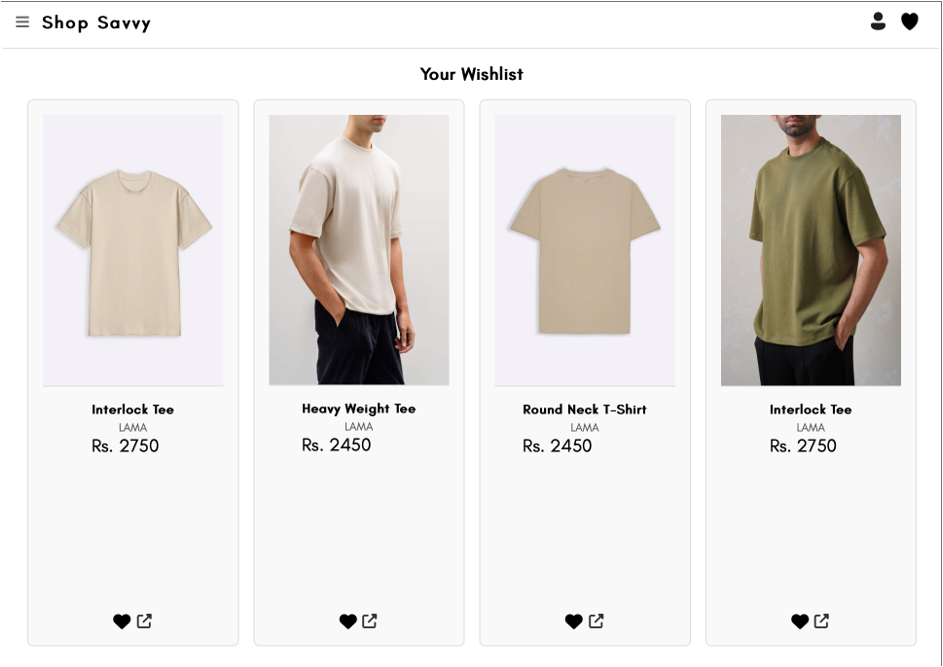 Shop Savvy
Your Wishlist
Interlock Tee
LAMA
Rs. 2750
Heavy Weight Tee
LAMA
Rs. 2450
Round Neck T-Shirt
LAMA
Rs. 2450
Interlock Tee
LAMA
Rs. 2750